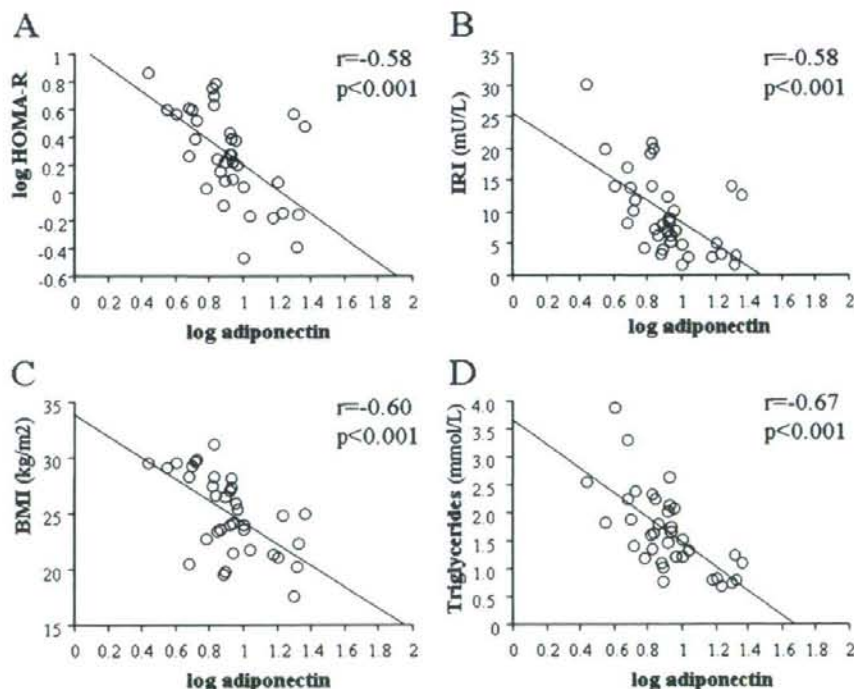 A
r=-0.58
p<0.001
log HOMA-R
1
0.8
0.6
0.4
0.2
0
-0.2
-0.4
-0.6
0 0.2 0.4 0.6 0.8 1 1.2 1.4 1.6 1.8 2
log adiponectin
B
r=-0.58
p<0.001
IRI (mU/L)
35
30
25
20
15
10
5
0
0 0.2 0.4 0.6 0.8 1 1.2 1.4 1.6 1.8 2
log adiponectin
C
r=-0.60
p<0.001
BMI (kg/m2)
35
30
25
20
15
0 0.2 0.4 0.6 0.8 1 1.2 1.4 1.6 1.8 2
log adiponectin
D
r=-0.67
p<0.001
Triglycerides (mmol/L)
4.0
3.5
3.0
2.5
2.0
1.5
1.0
0.5
0.0
0 0.2 0.4 0.6 0.8 1 1.2 1.4 1.6 1.8 2
log adiponectin